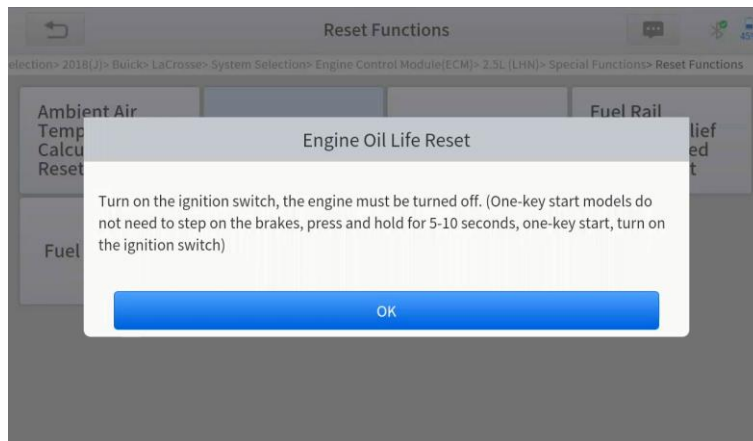 Reset Functions
45%
election> 2018(J)> Buick> LaCrosse> System Selection> Engine Control Module(ECM)> 2.5L (LHN)> Special Functions> Reset Functions
Ambient Air
Temp
Calcu
Reset
Fuel Rail
lief
ed
t
Engine Oil Life Reset
Turn on the ignition switch, the engine must be turned off. (One-key start models do
not need to step on the brakes, press and hold for 5-10 seconds, one-key start, turn on
the ignition switch)
Fuel
OK